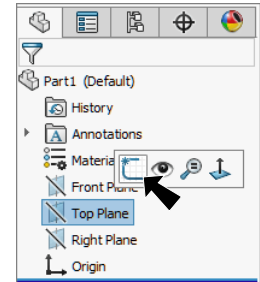 Part1 (Default)
History
A Annotations
Materia
Front Plane
Top Plane
Right Plane
Origin